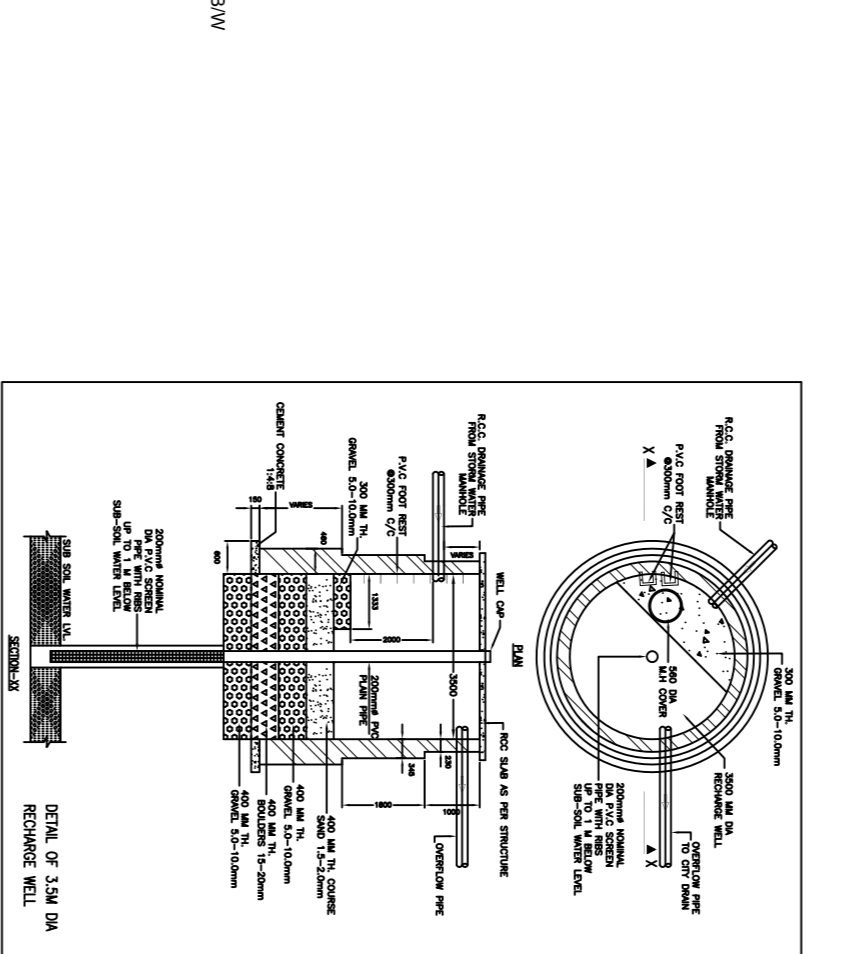 B/W
R.C.C. DRAINAGE PIPE
FROM STORM WATER
MANHOLE
P.V.C FOOT REST
@300mm C/C
X
300 MM TH.
GRAVEL 5.0-10.0mm
3500 MM DIA
RECHARGE WELL
560 DIA
M.H COVER
OVERFLOW PIPE
TO CITY DRAIN
X
200mmø NOMINAL
DIA P.V.C SCREEN
PIPE WITH RIBS
UP TO 1 M BELOW
SUB-SOIL WATER LEVEL
PLAN
R.C.C. DRAINAGE PIPE
FROM STORM WATER
MANHOLE
VARIES
WELL CAP
RCC SLAB AS PER STRUCTURE
P.V.C FOOT REST
@300mm C/C
3500
230
1000
OVERFLOW PIPE
2000
200mmø PVC
PLAIN PIPE
345
1800
300 MM TH.
GRAVEL 5.0-10.0mm
1333
460
VARIES
400 MM TH. COURSE
SAND 1.5-2.0mm
400 MM TH.
GRAVEL 5.0-10.0mm
CEMENT CONCRETE
1:4:8
150
600
400 MM TH.
BOULDERS 15-20mm
400 MM TH.
GRAVEL 5.0-10.0mm
200mmø NOMINAL
DIA P.V.C SCREEN
PIPE WITH RIBS
UP TO 1 M BELOW
SUB-SOIL WATER LEVEL
SUB SOIL WATER LVL.
SECTION-XX
DETAIL OF 3.5M DIA
RECHARGE WELL